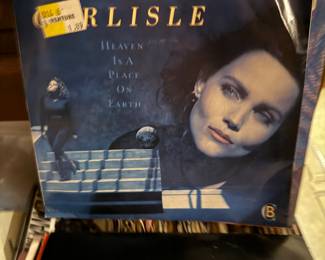 RLISLE
HEAVEN
IS A
PLACE
ON
EARTH
B